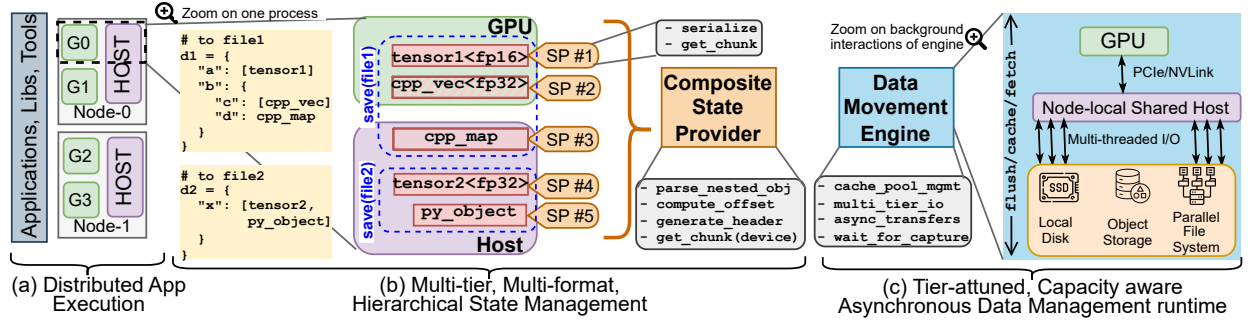 Applications, Libs, Tools
G0
G1
HOST
Node-0
G2
G3
HOST
Node-1
(a) Distributed App
Execution
Zoom on one process
# to file1
d1 = {
"a": [tensor1]
"b": {
"c": [cpp_vec]
"d": cpp_map
}
}
# to file2
d2 = {
"x": [tensor2,
py_object]
}
}
GPU
save(file1)
tensor1<fp16>
cpp_vec<fp32>
cpp_map
save(file2)
tensor2<fp32>
py_object
Host
SP #1
SP #2
SP #3
SP #4
SP #5
- serialize
- get_chunk
Composite
State
Provider
- parse_nested_obj
- compute_offset
- generate_header
- get_chunk(device)
(b) Multi-tier, Multi-format,
Hierarchical State Management
Zoom on background
interactions of engine
Data
Movement
Engine
- cache_pool_mgmt
- multi_tier_io
- async_transfers
- wait_for_capture
flush/cache/fetch
GPU
PCIe/NVLink
Node-local Shared Host
Multi-threaded I/O
SSD
Local
Disk
Object
Storage
Parallel
File
System
(c) Tier-attuned, Capacity aware
Asynchronous Data Management runtime